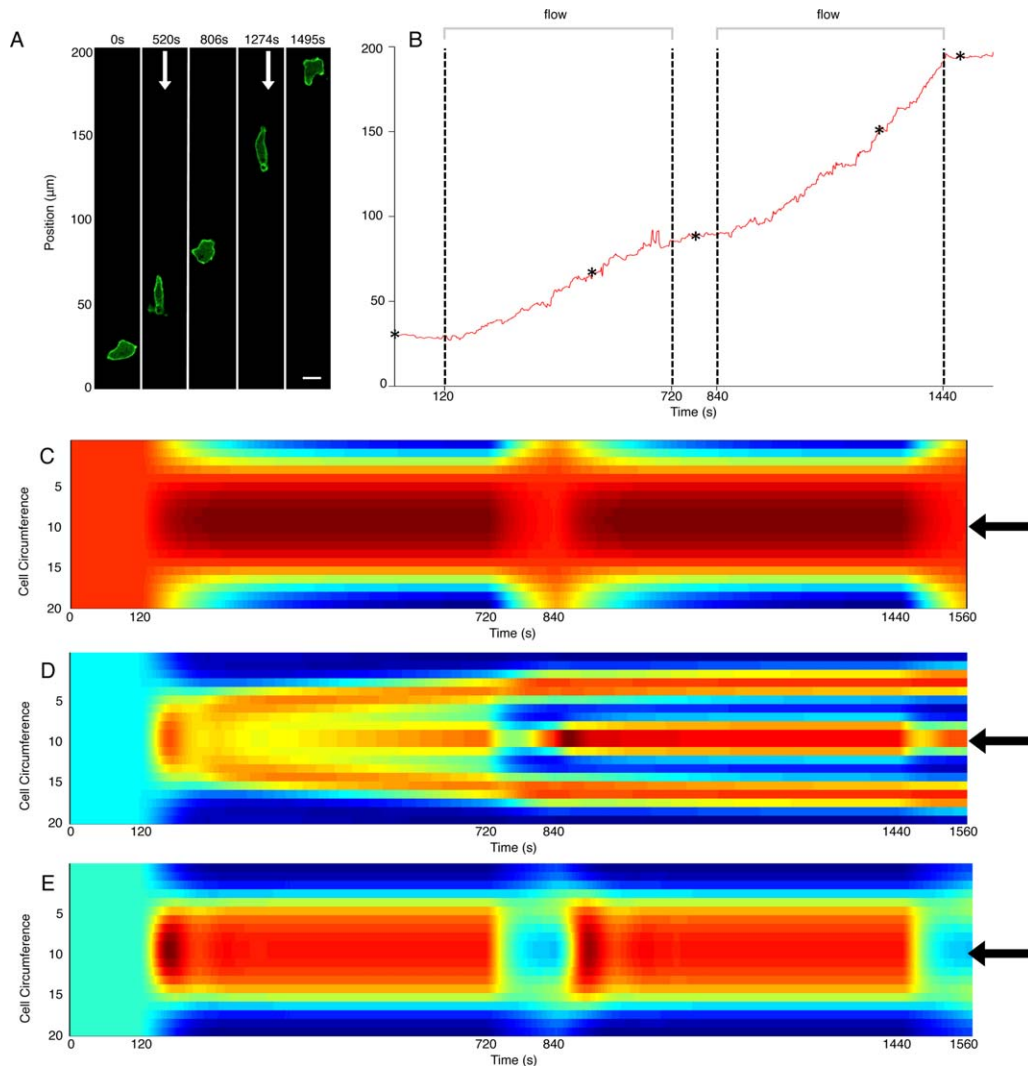 A
0s 520s 806s 1274s 1495s
Position (µm)
200
150
100
50
0
B
flow flow
200
150
100
50
0
120 720 840 1440
Time (s)
C
Cell Circumference
5
10
15
20
0 120 720 840 1440 1560
Time (s)
D
Cell Circumference
5
10
15
20
0 120 720 840 1440 1560
Time (s)
E
Cell Circumference
5
10
15
20
0 120 720 840 1440 1560
Time (s)